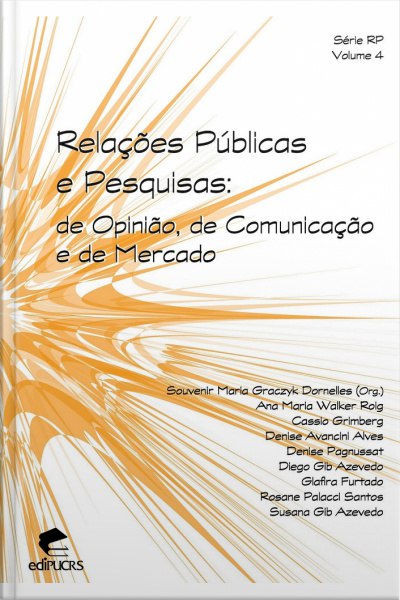 Série RP
Volume 4
Relações Públicas
e Pesquisas:
de Opinião, de Comunicação
e de Mercado
Souvenir Maria Graczyk Dornelles (Org.)
Ana Maria Walker Roig
Cassio Grimberg
Denise Avancini Alves
Denise Pagnussat
Diego Gib Azevedo
Glafira Furtado
Rosane Palacci Santos
Susana Gib Azevedo
ediPUCRS